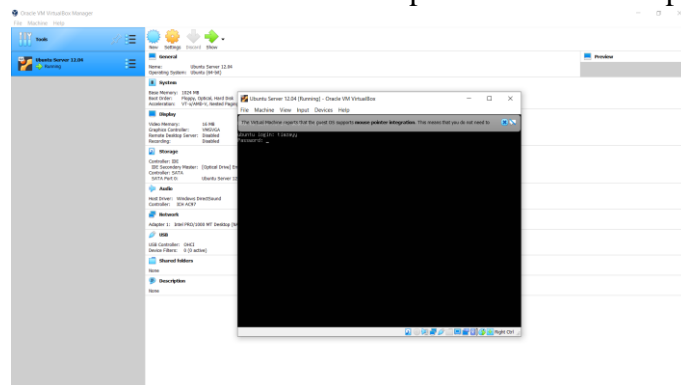 Oracle VM VirtualBox Manager
File Machine Help
Tools
New Settings Discard Show
Ubuntu Server 12.04
Running
General
Name: Ubuntu Server 12.04
Operating System: Ubuntu (64-bit)
System
Base Memory: 1024 MB
Boot Order: Floppy, Optical, Hard Disk
Acceleration: VT-x/AMD-V, Nested Paging
Display
Video Memory: 16 MB
Graphics Controller: VMSVGA
Remote Desktop Server: Disabled
Recording: Disabled
Storage
Controller: IDE
IDE Secondary Master: [Optical Drive]
Controller: SATA
SATA Port 0: Ubuntu Server 12
Audio
Host Driver: Windows DirectSound
Controller: ICH AC97
Network
Adapter 1: Intel PRO/1000 MT Desktop
USB
USB Controller: OHCI
Device Filters: 0 (0 active)
Shared folders
None
Description
None
Preview
Ubuntu Server 12.04 [Running] - Oracle VM VirtualBox
File Machine View Input Devices Help
The Virtual Machine reports that the guest OS supports mouse pointer integration. This means that you do not need to
ubuntu login:
Password: _
Right Ctrl